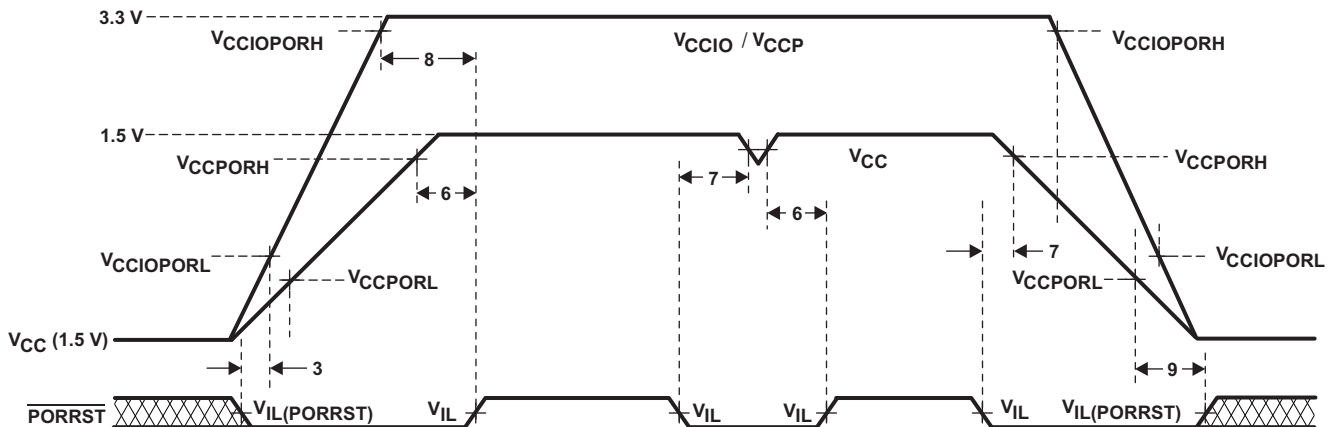 3.3 V
VCCIOPORH
8
VCCIO / VCCP
VCCIOPORH
1.5 V
VCCPORH
6
7
VCC
6
VCCPORH
7
VCCIOPORL
VCCPORL
VCCPORL
VCCIOPORL
VCC (1.5 V)
3
9
PORRST
VIL(PORRST)
VIL
VIL
VIL
VIL
VIL(PORRST)